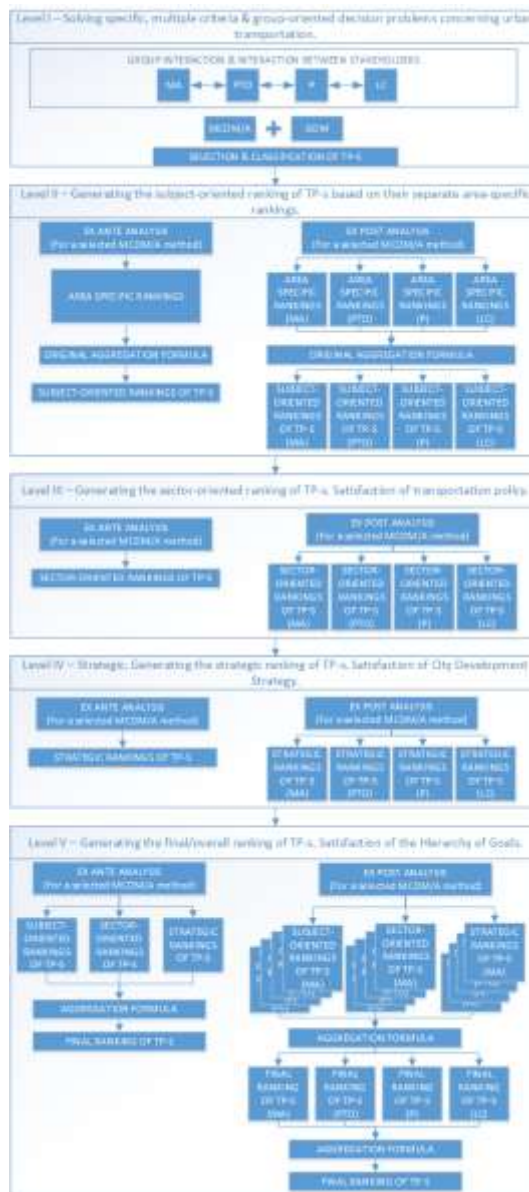 Level I – Solving specific, multiple criteria & group-oriented decision problems concerning urban
transportation.
GROUP INTERACTION & INTERACTION BETWEEN STAKEHOLDERS
MA
PTO
P
LC
MCDM/A
GDM
SELECTION & CLASSIFICATION OF TP-S
Level II – Generating the subject-oriented ranking of TP-s based on their separate area-specific
rankings.
EX ANTE ANALYSIS
(For a selected MCDM/A method)
EX POST ANALYSIS
(For a selected MCDM/A method)
AREA SPECIFIC RANKINGS
AREA
SPECIFIC
RANKINGS
(MA)
AREA
SPECIFIC
RANKINGS
(PTO)
AREA
SPECIFIC
RANKINGS
(P)
AREA
SPECIFIC
RANKINGS
(LC)
ORIGINAL AGGREGATION FORMULA
ORIGINAL AGGREGATION FORMULA
SUBJECT-ORIENTED RANKINGS OF TP-S
SUBJECT-
ORIENTED
RANKINGS
OF TP-S
(MA)
SUBJECT-
ORIENTED
RANKINGS
OF TP-S
(PTO)
SUBJECT-
ORIENTED
RANKINGS
OF TP-S
(P)
SUBJECT-
ORIENTED
RANKINGS
OF TP-S
(LC)
Level III – Generating the sector-oriented ranking of TP-s. Satisfaction of transportation policy.
EX ANTE ANALYSIS
(For a selected MCDM/A method)
EX POST ANALYSIS
(For a selected MCDM/A method)
SECTOR-ORIENTED RANKINGS OF TP-S
SECTOR-
ORIENTED
RANKINGS
OF TP-S
(MA)
SECTOR-
ORIENTED
RANKINGS
OF TP-S
(PTO)
SECTOR-
ORIENTED
RANKINGS
OF TP-S
(P)
SECTOR-
ORIENTED
RANKINGS
OF TP-S
(LC)
Level IV – Strategic. Generating the strategic ranking of TP-s. Satisfaction of City Development
Strategy.
EX ANTE ANALYSIS
(For a selected MCDM/A method)
EX POST ANALYSIS
(For a selected MCDM/A method)
STRATEGIC RANKINGS OF TP-S
STRATEGIC
RANKINGS
OF TP-S
(MA)
STRATEGIC
RANKINGS
OF TP-S
(PTO)
STRATEGIC
RANKINGS
OF TP-S
(P)
STRATEGIC
RANKINGS
OF TP-S
(LC)
Level V – Generating the final/overall ranking of TP-s. Satisfaction of the Hierarchy of Goals.
EX ANTE ANALYSIS
(For a selected MCDM/A method)
EX POST ANALYSIS
(For a selected MCDM/A method)
SUBJECT-
ORIENTED
RANKINGS
OF TP-S
SECTOR-
ORIENTED
RANKINGS
OF TP-S
STRATEGIC
RANKINGS
OF TP-S
SUBJECT-
ORIENTED
RANKINGS
OF TP-S
(MA)
SECTOR-
ORIENTED
RANKINGS
OF TP-S
(MA)
STRATEGIC
RANKINGS
OF TP-S
(MA)
AGGREGATION FORMULA
FINAL RANKING OF TP-S
AGGREGATION FORMULA
FINAL
RANKING
OF TP-S
(MA)
FINAL
RANKING
OF TP-S
(PTO)
FINAL
RANKING
OF TP-S
(P)
FINAL
RANKING
OF TP-S
(LC)
AGGREGATION FORMULA
FINAL RANKING OF TP-S